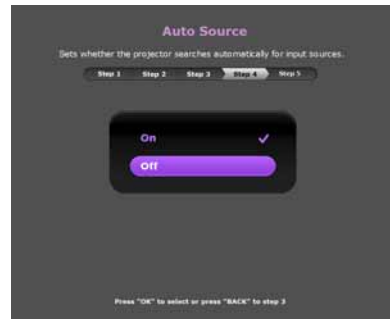 Auto Source
Sets whether the projector searches automatically for input sources.
Step 1 Step 2 Step 3 Step 4 Step 5
On
Off
Press "OK" to select or press "BACK" to step 3